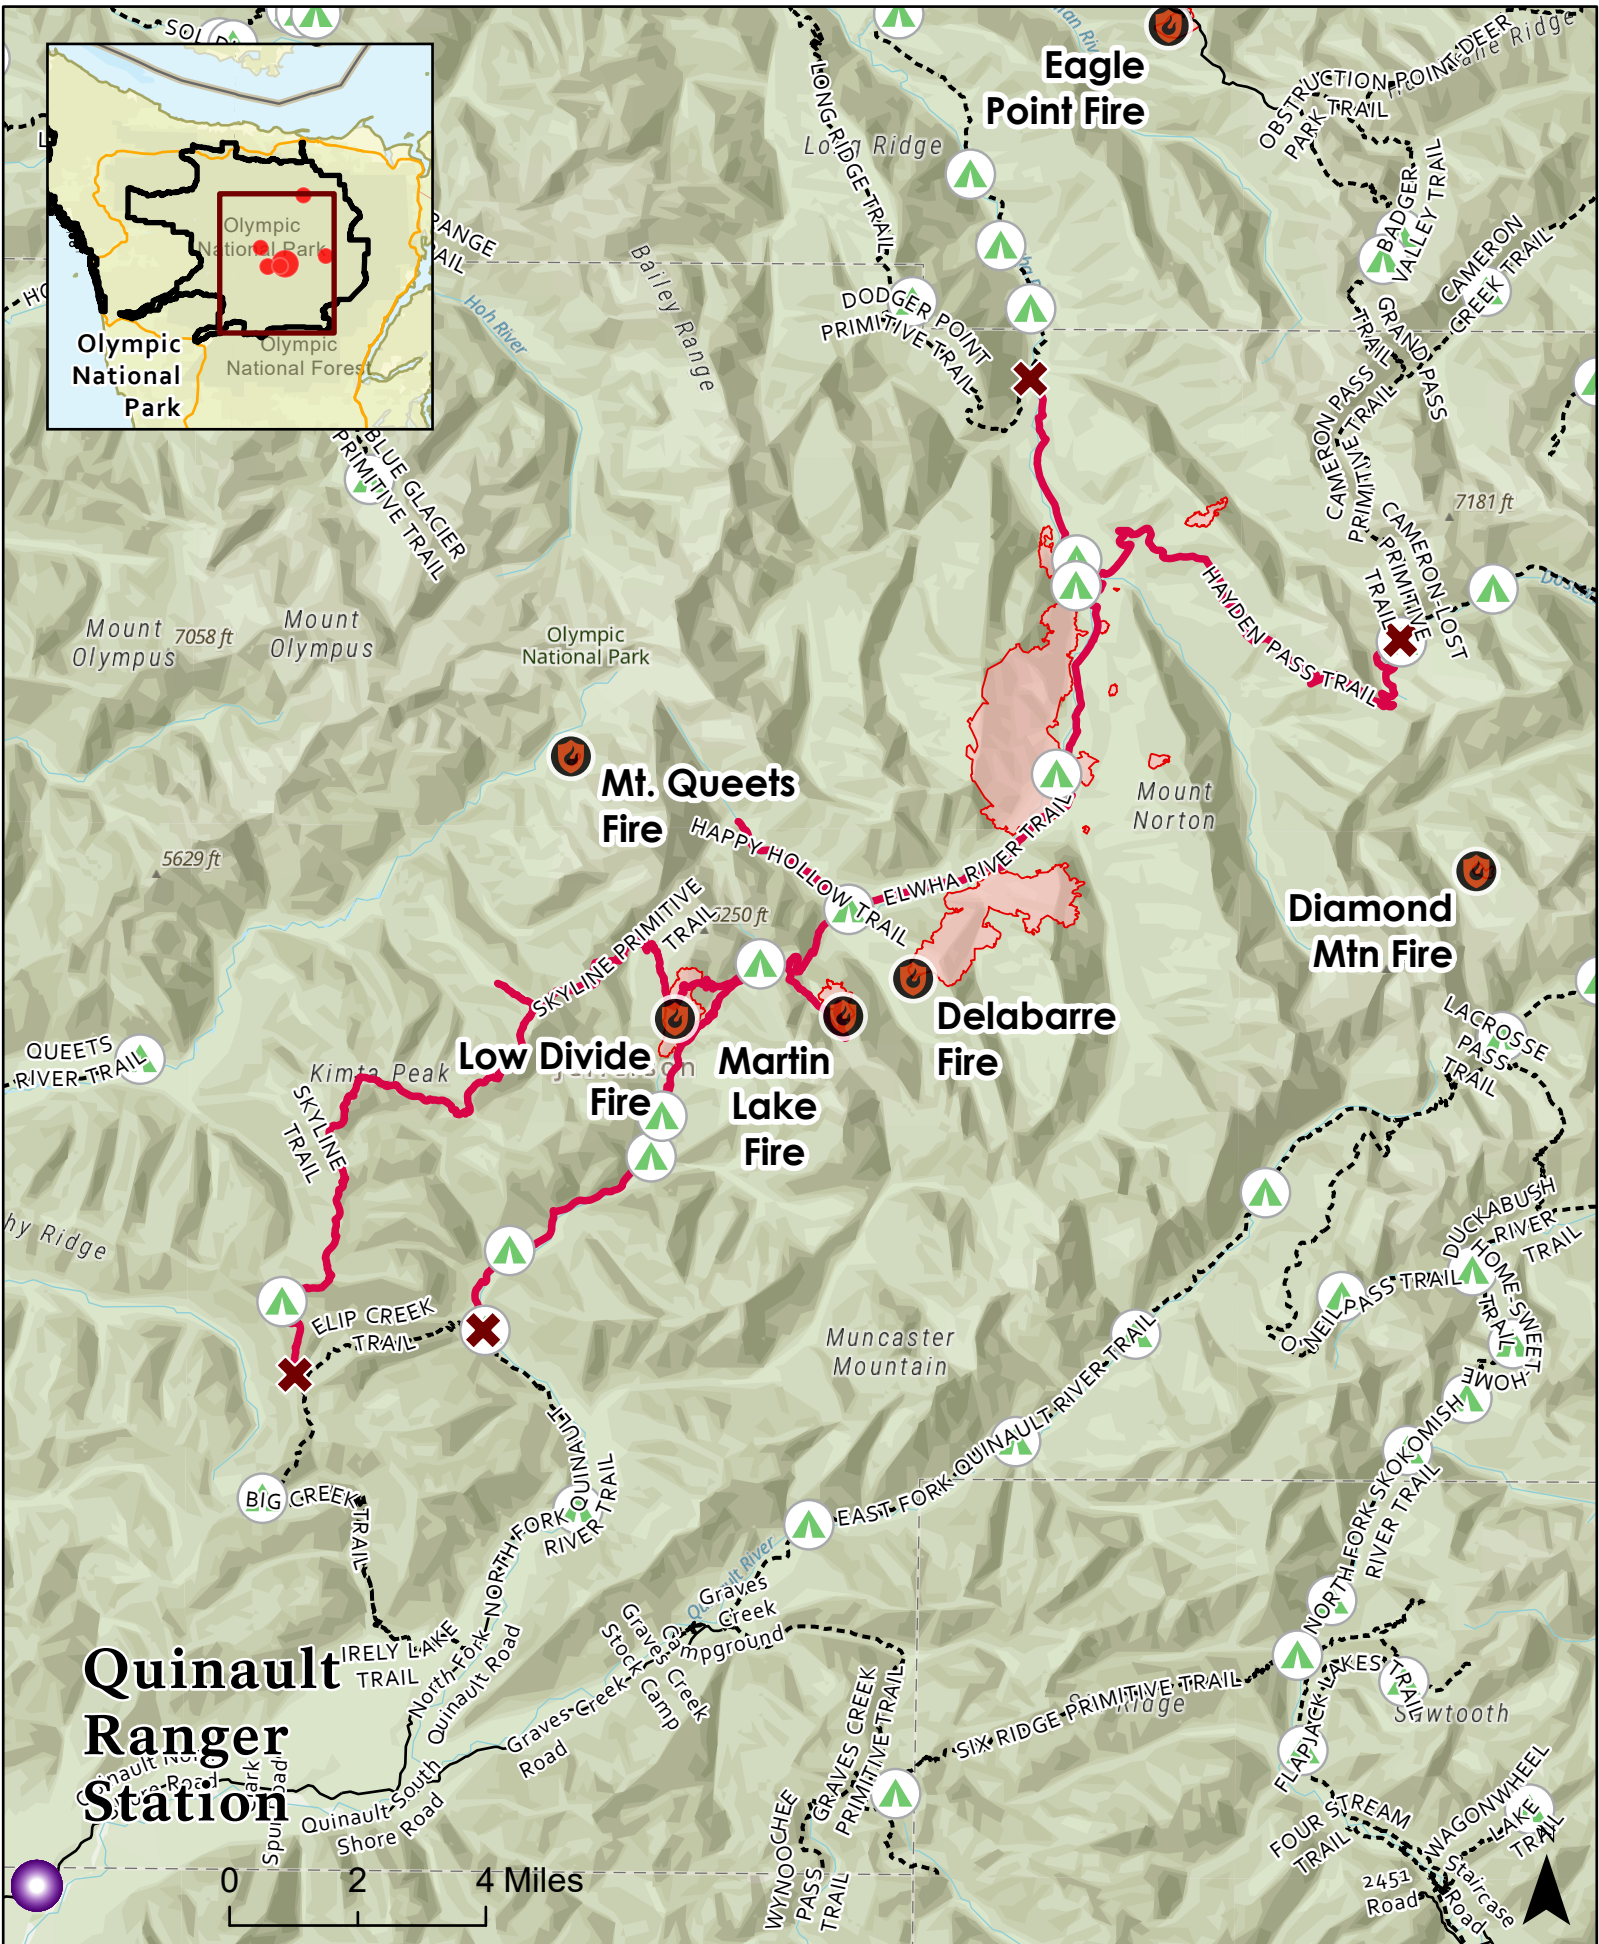 Eagle
Point Fire
OBSTRUCTION POINT-DEER
PARK TRAIL
LONG RIDGE TRAIL
Long Ridge
BADGER
VALLEY TRAIL
Olympic
National Park
Olympic
National Forest
Olympic
National
Park
RANGE
Hoh River
Bailey Range
DODGER POINT
PRIMITIVE TRAIL
CAMERON
CREEK TRAIL
GRAND PASS
TRAIL
CAMERON PASS
PRIMITIVE TRAIL
BLUE GLACIER
PRIMITIVE TRAIL
7181 ft
CAMERON-LOST
PRIMITIVE
TRAIL
HAYDEN PASS TRAIL
Mount
Olympus
7058 ft
Mount
Olympus
Olympic
National Park
Mt. Queets
Fire
Mount
Norton
HAPPY HOLLOW TRAIL
ELWHA RIVER TRAIL
5629 ft
SKYLINE PRIMITIVE
TRAIL
Diamond
Mtn Fire
Delabarre
Fire
Low Divide
Fire
Martin
Lake
Fire
QUEETS
RIVER TRAIL
Kimta Peak
SKYLINE
TRAIL
LACROSSE
PASS
TRAIL
DUCKABUSH
RIVER
TRAIL
HOME-SWEET
-HOME
TRAIL
O'NEIL PASS TRAIL
ELIP CREEK
TRAIL
Muncaster
Mountain
BIG CREEK TRAIL
NORTH FORK QUINAULT
RIVER TRAIL
EAST FORK QUINAULT RIVER TRAIL
NORTH FORK SKOKOMISH
RIVER TRAIL
Graves
Creek
Campground
Graves Creek
Stock Camp
Quinault
Ranger
Station
IRELY LAKE
TRAIL
North Fork
Quinault Road
Graves Creek
Road
Quinault South
Shore Road
GRAVES CREEK
PRIMITIVE TRAIL
WYNOOCHEE
PASS
TRAIL
SIX RIDGE PRIMITIVE TRAIL
FLAPJACK LAKES TRAIL
Sawtooth
FOUR STREAM
TRAIL
WAGONWHEEL
LAKE
TRAIL
2451
Road
Staircase
Road
0 2 4 Miles